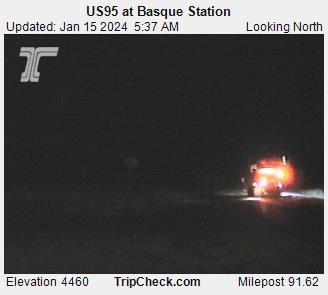 US95 at Basque Station
Updated: Jan 15 2024 5:37 AM Looking North
Elevation 4460 TripCheck.com Milepost 91.62